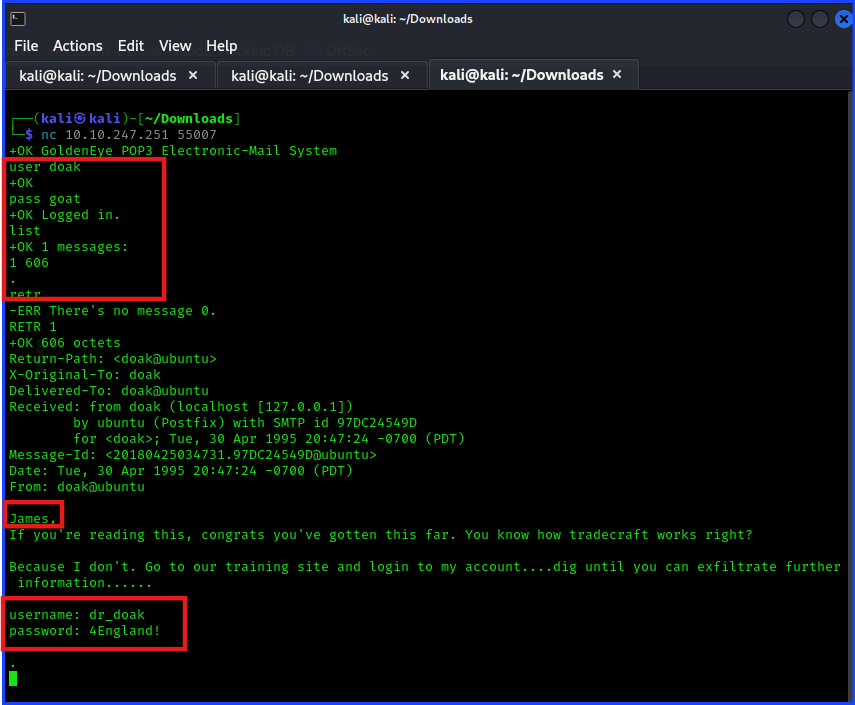 kali@kali: ~/Downloads
File Actions Edit View Help
kali@kali: ~/Downloads × kali@kali: ~/Downloads × kali@kali: ~/Downloads ×
┌──(kali㉿kali)-[~/Downloads]
└─$ nc 10.10.247.251 55007
+OK GoldenEye POP3 Electronic-Mail System
user doak
+OK
pass goat
+OK Logged in.
list
+OK 1 messages:
1 606
.
retr
-ERR There's no message 0.
RETR 1
+OK 606 octets
Return-Path: <doak@ubuntu>
X-Original-To: doak
Delivered-To: doak@ubuntu
Received: from doak (localhost [127.0.0.1])
by ubuntu (Postfix) with SMTP id 97DC24549D
for <doak>; Tue, 30 Apr 1995 20:47:24 -0700 (PDT)
Message-Id: <20180425034731.97DC24549D@ubuntu>
Date: Tue, 30 Apr 1995 20:47:24 -0700 (PDT)
From: doak@ubuntu
James,
If you're reading this, congrats you've gotten this far. You know how tradecraft works right?
Because I don't. Go to our training site and login to my account....dig until you can exfiltrate further
information......
username: dr_doak
password: 4England!
.